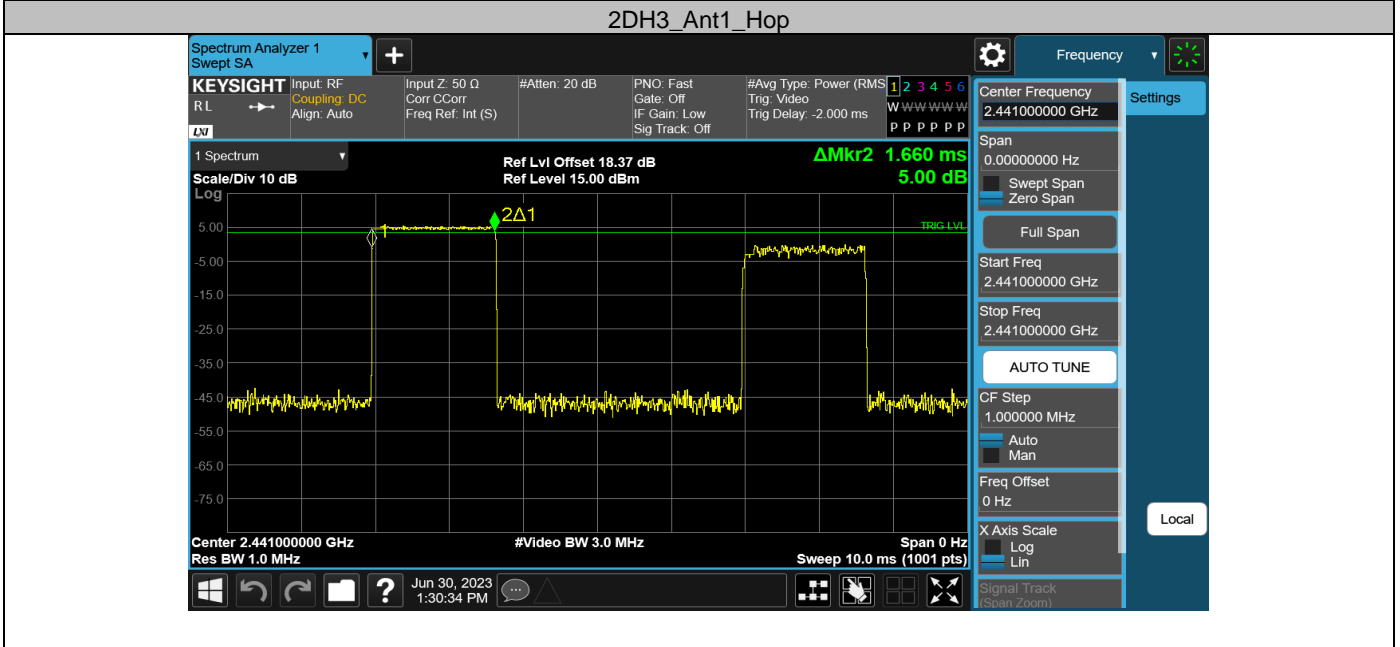 2DH3_Ant1_Hop
Spectrum Analyzer 1
Swept SA
Frequency
KEYSIGHT
RL
LXI
Input: RF
Coupling: DC
Align: Auto
Input Z: 50 Ω
Corr CCorr
Freq Ref: Int (S)
#Atten: 20 dB
PNO: Fast
Gate: Off
IF Gain: Low
Sig Track: Off
#Avg Type: Power (RMS
Trig: Video
Trig Delay: -2.000 ms
1 2 3 4 5 6
W W W W W W
P P P P P P
1 Spectrum
Scale/Div 10 dB
Log
Ref Lvl Offset 18.37 dB
Ref Level 15.00 dBm
ΔMkr2 1.660 ms
5.00 dB
2Δ1
1
TRIG LVL
5.00
-5.00
-15.0
-25.0
-35.0
-45.0
-55.0
-65.0
-75.0
Center 2.441000000 GHz
Res BW 1.0 MHz
#Video BW 3.0 MHz
Span 0 Hz
Sweep 10.0 ms (1001 pts)
Jun 30, 2023
1:30:34 PM
Center Frequency
2.441000000 GHz
Span
0.00000000 Hz
Swept Span
Zero Span
Full Span
Start Freq
2.441000000 GHz
Stop Freq
2.441000000 GHz
AUTO TUNE
CF Step
1.000000 MHz
Auto
Man
Freq Offset
0 Hz
X Axis Scale
Log
Lin
Signal Track
(Span Zoom)
Settings
Local